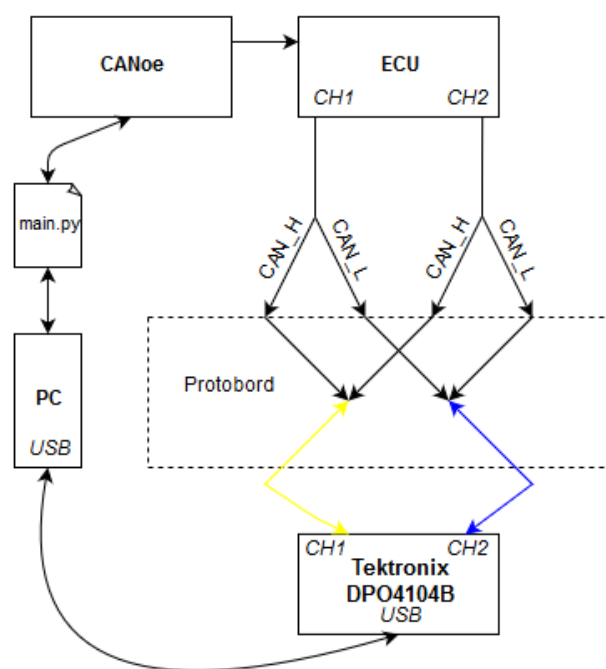 CANoe
ECU
CH1
CH2
main.py
CAN_H
CAN_L
CAN_H
CAN_L
Protobord
PC
USB
CH1
CH2
Tektronix
DPO4104B
USB